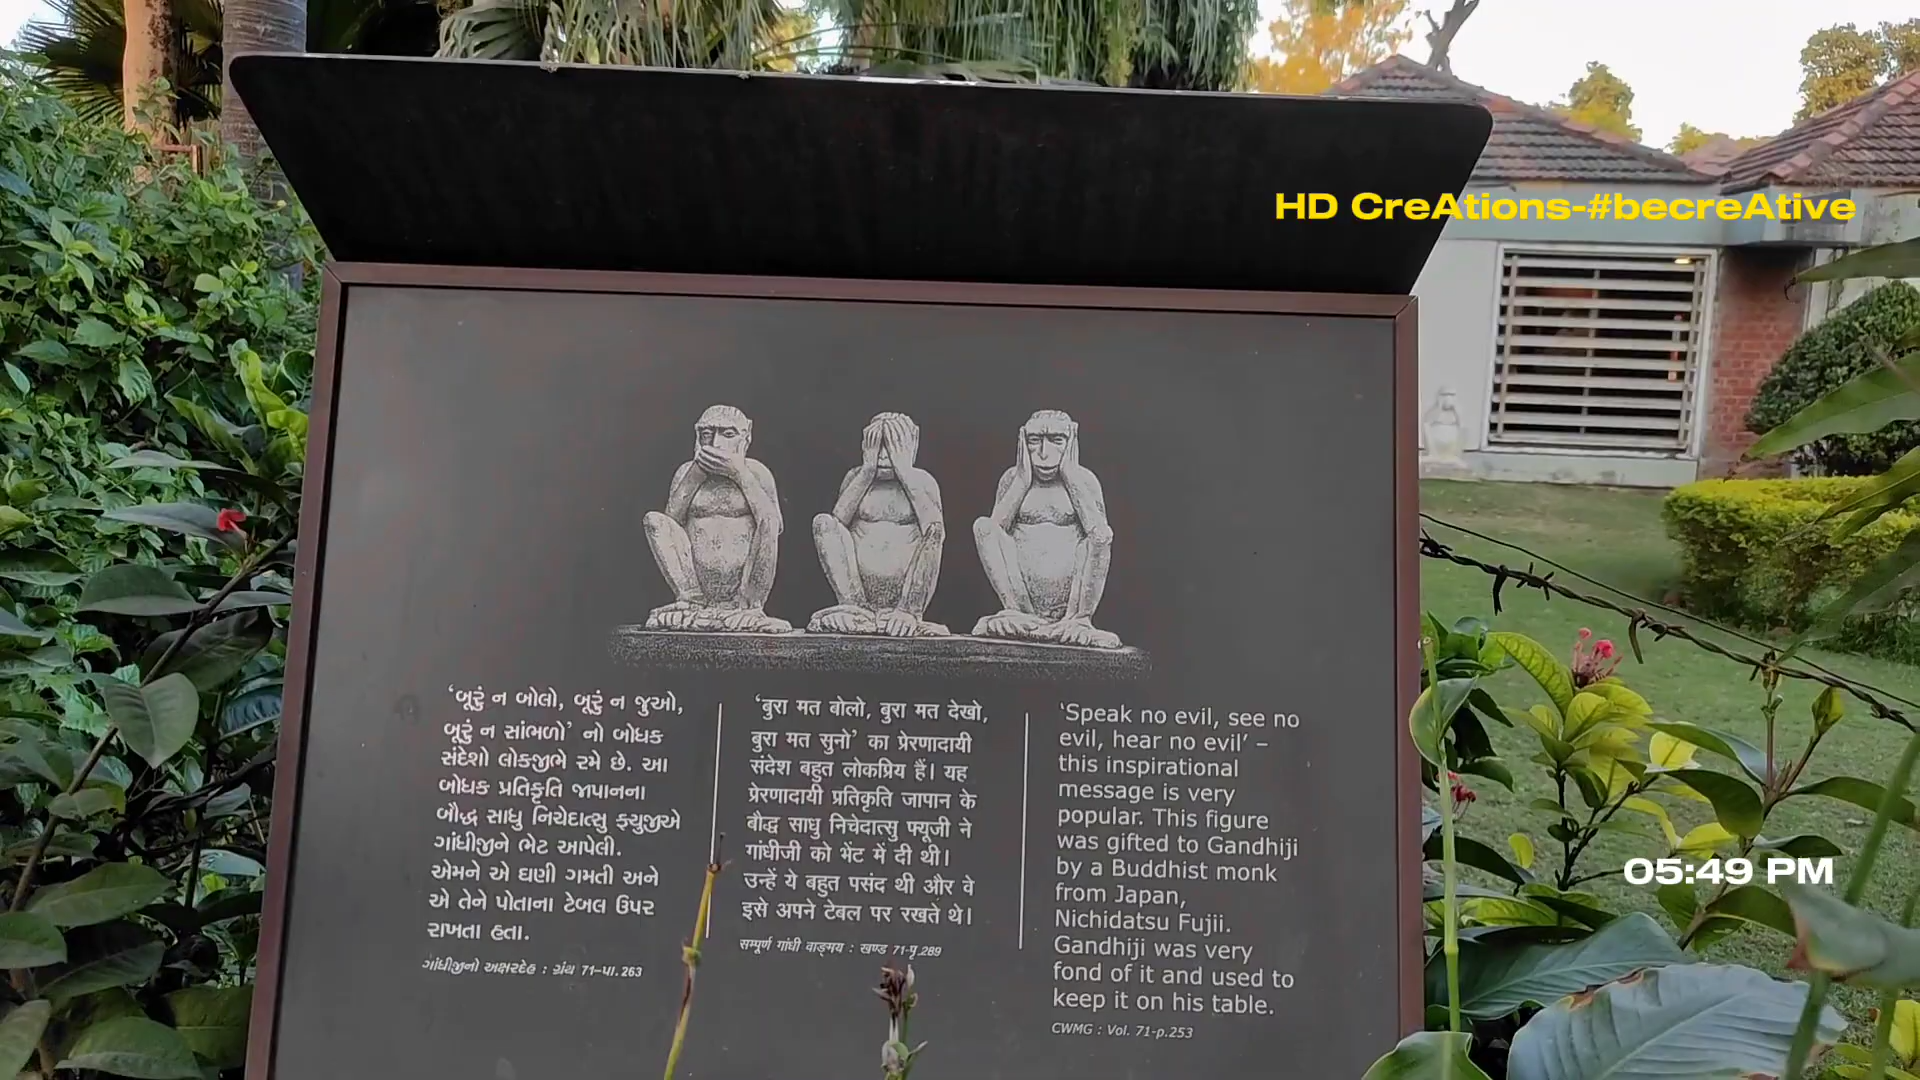 HD CreAtions-#becreAtive
‘બૂરું ન બોલો, બૂરું ન જુઓ,
બૂરું ન સાંભળો’ નો બોધક
સંદેશો લોકજીભે રમે છે. આ
બોધક પ્રતિકૃતિ જાપાનના
બૌદ્ધ સાધુ નિચેદાત્સુ ફ્યુજીએ
ગાંધીજીને ભેટ આપેલી.
એમને એ ઘણી ગમતી અને
એ તેને પોતાના ટેબલ ઉપર
રાખતા હતા.
ગાંધીજીનો અક્ષરદેહ : ગ્રંથ 71–પા. 263
‘बुरा मत बोलो, बुरा मत देखो,
बुरा मत सुनो’ का प्रेरणादायी
संदेश बहुत लोकप्रिय हैं। यह
प्रेरणादायी प्रतिकृति जापान के
बौद्ध साधु निचेदात्सु फ्यूजी ने
गांधीजी को भेंट में दी थी।
उन्हें ये बहुत पसंद थी और वे
इसे अपने टेबल पर रखते थे।
सम्पूर्ण गांधी वाङ्मय : खण्ड 71-पृ.289
‘Speak no evil, see no
evil, hear no evil’ –
this inspirational
message is very
popular. This figure
was gifted to Gandhiji
by a Buddhist monk
from Japan,
Nichidatsu Fujii.
Gandhiji was very
fond of it and used to
keep it on his table.
CWMG : Vol. 71-p.253
05:49 PM